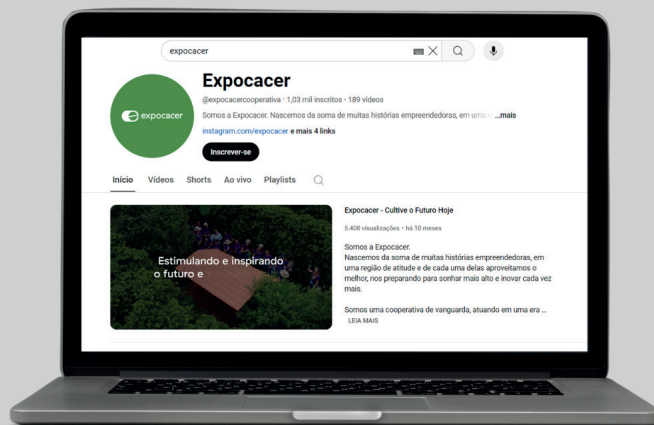 expocacer
Expocacer
@expocacercooperativa · 1,03 mil inscritos · 189 vídeos
expocacer
Somos a Expocacer. Nascemos da soma de muitas histórias empreendedoras, em uma ...mais
instagram.com/expocacer e mais 4 links
Inscrever-se
Início Vídeos Shorts Ao vivo Playlists
Expocacer - Cultive o Futuro Hoje
5.408 visualizações · há 10 meses
Somos a Expocacer.
Nascemos da soma de muitas histórias empreendedoras, em
uma região de atitude e de cada uma delas aproveitamos o
melhor, nos preparando para sonhar mais alto e inovar cada vez
mais.
Somos uma cooperativa de vanguarda, atuando em uma era ...
LEIA MAIS
Estimulando e inspirando
o futuro e